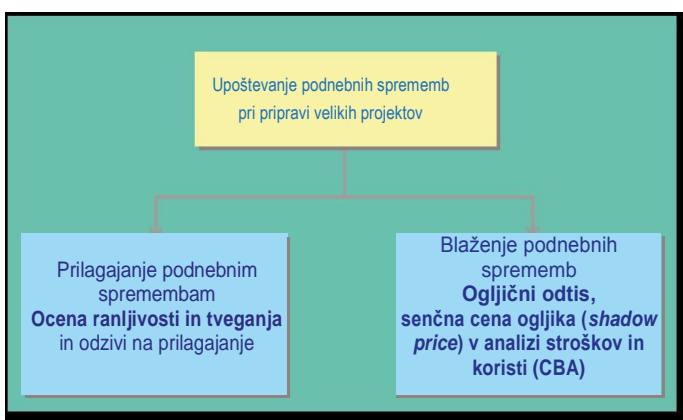 Upoštevanje podnebnih sprememb
pri pripravi velikih projektov
Prilagajanje podnebnim
spremembam
Ocena ranljivosti in tveganja
in odzivi na prilagajanje
Blaženje podnebnih
sprememb
Ogljični odtis,
senčna cena ogljika (shadow
price) v analizi stroškov in
koristi (CBA)